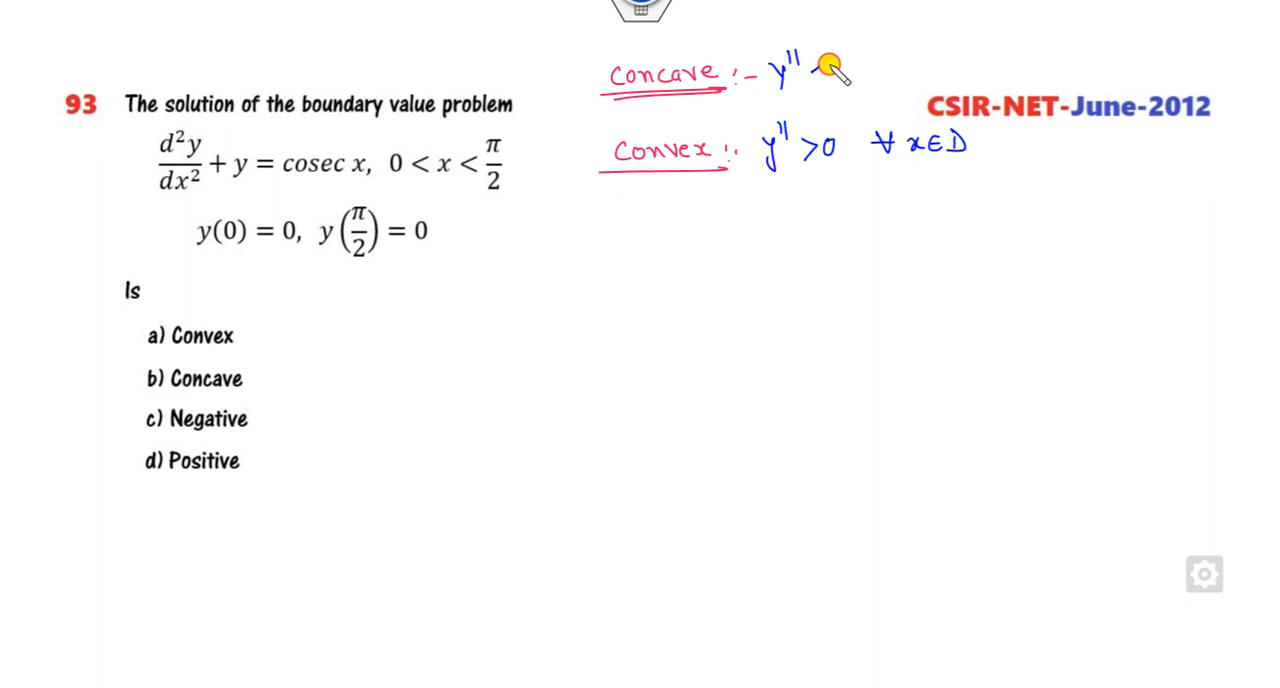 Concave :- y"
93 The solution of the boundary value problem
CSIR-NET-June-2012
d²y/dx² + y = cosec x, 0 < x < π/2
Convex :- y" >0 ∀ x∈D
y(0) = 0, y(π/2) = 0
Is
a) Convex
b) Concave
c) Negative
d) Positive